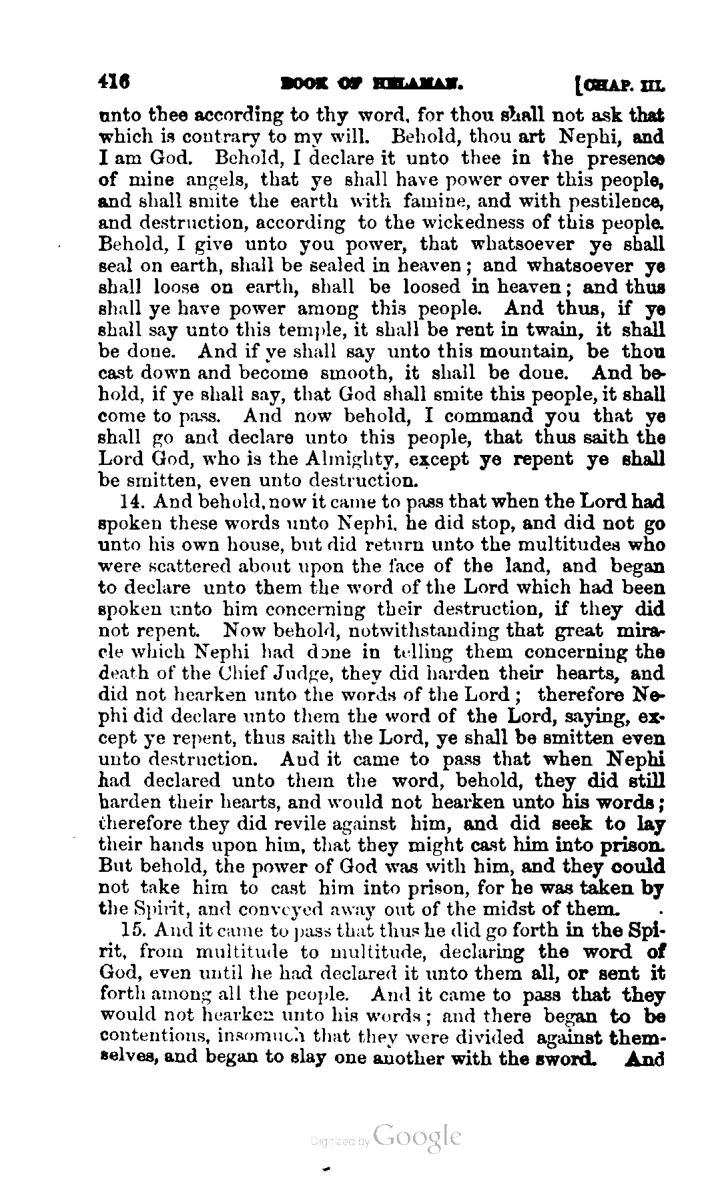 416 BOOK OF HELAMAN. [CHAP. III.
unto thee according to thy word, for thou shall not ask that
which is contrary to my will. Behold, thou art Nephi, and
I am God. Behold, I declare it unto thee in the presence
of mine angels, that ye shall have power over this people,
and shall smite the earth with famine, and with pestilence,
and destruction, according to the wickedness of this people.
Behold, I give unto you power, that whatsoever ye shall
seal on earth, shall be sealed in heaven; and whatsoever ye
shall loose on earth, shall be loosed in heaven; and thus
shall ye have power among this people. And thus, if ye
shall say unto this temple, it shall be rent in twain, it shall
be done. And if ye shall say unto this mountain, be thou
cast down and become smooth, it shall be done. And be-
hold, if ye shall say, that God shall smite this people, it shall
come to pass. And now behold, I command you that ye
shall go and declare unto this people, that thus saith the
Lord God, who is the Almighty, except ye repent ye shall
be smitten, even unto destruction.
14. And behold, now it came to pass that when the Lord had
spoken these words unto Nephi, he did stop, and did not go
unto his own house, but did return unto the multitudes who
were scattered about upon the face of the land, and began
to declare unto them the word of the Lord which had been
spoken unto him concerning their destruction, if they did
not repent. Now behold, notwithstanding that great mira-
cle which Nephi had done in telling them concerning the
death of the Chief Judge, they did harden their hearts, and
did not hearken unto the words of the Lord; therefore Ne-
phi did declare unto them the word of the Lord, saying, ex-
cept ye repent, thus saith the Lord, ye shall be smitten even
unto destruction. And it came to pass that when Nephi
had declared unto them the word, behold, they did still
harden their hearts, and would not hearken unto his words;
therefore they did revile against him, and did seek to lay
their hands upon him, that they might cast him into prison.
But behold, the power of God was with him, and they could
not take him to cast him into prison, for he was taken by
the Spirit, and conveyed away out of the midst of them.
15. And it came to pass that thus he did go forth in the Spi-
rit, from multitude to multitude, declaring the word of
God, even until he had declared it unto them all, or sent it
forth among all the people. And it came to pass that they
would not hearken unto his words; and there began to be
contentions, insomuch that they were divided against them-
selves, and began to slay one another with the sword. And
Digitized by Google